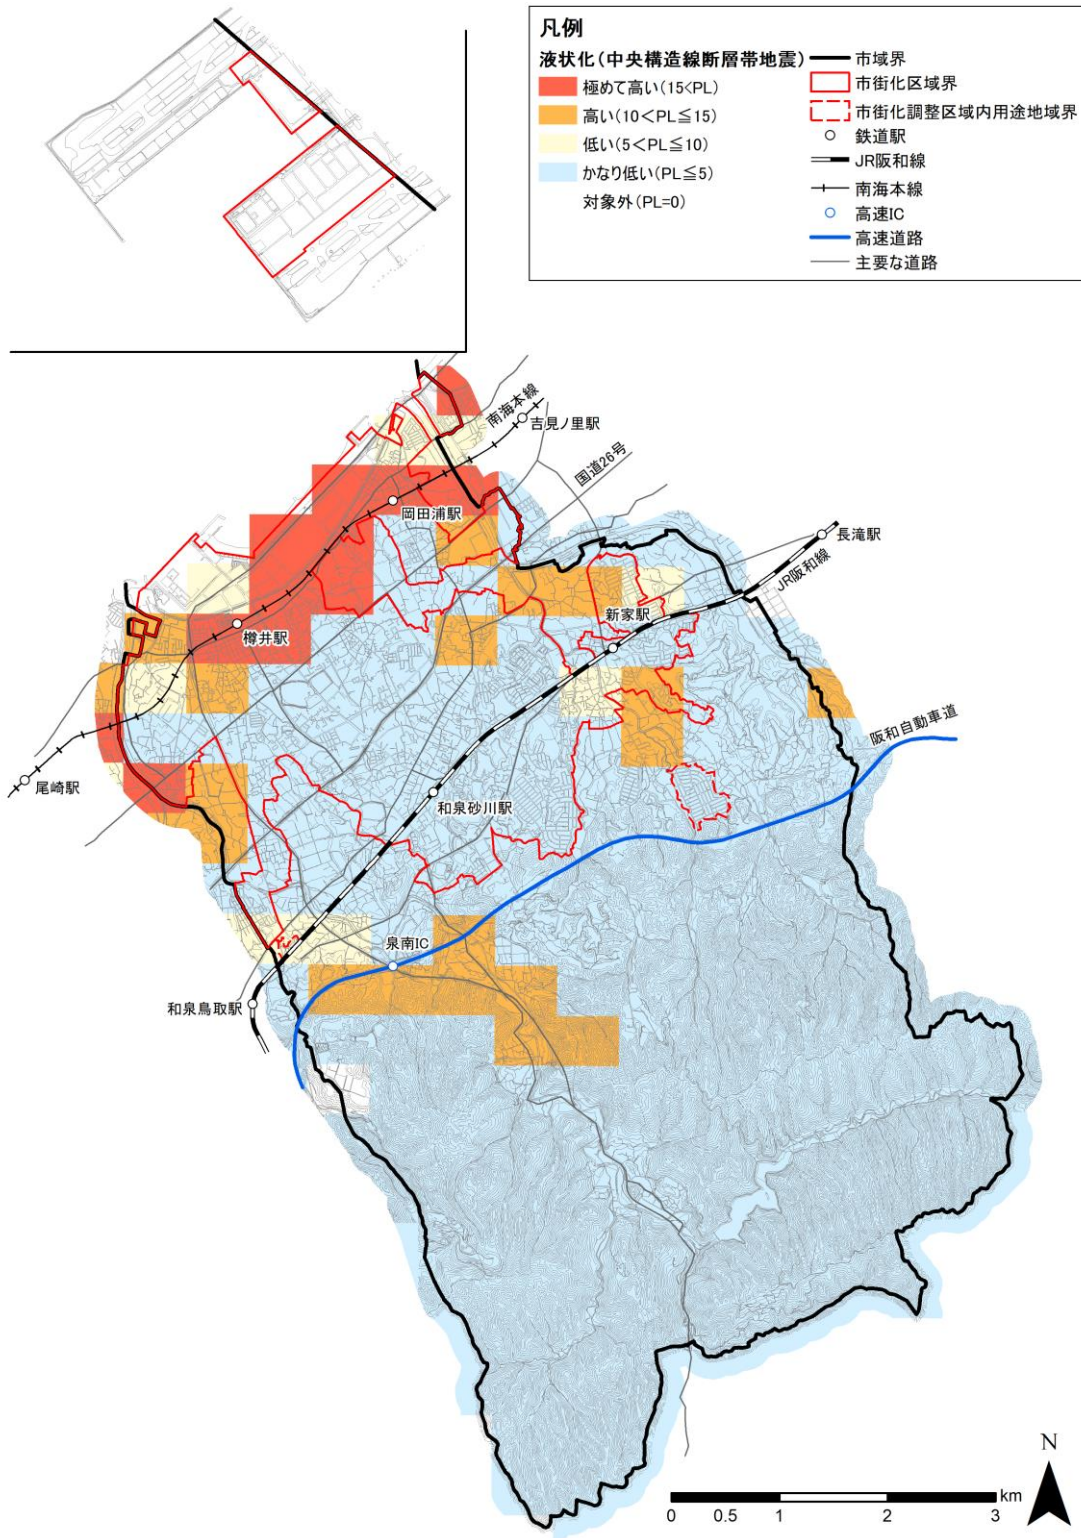 凡例
液状化(中央構造線断層帯地震)
極めて高い(15<PL)
高い(10<PL≦15)
低い(5<PL≦10)
かなり低い(PL≦5)
対象外(PL=0)
市域界
市街化区域界
市街化調整区域内用途地域界
鉄道駅
JR阪和線
南海本線
高速IC
高速道路
主要な道路
南海本線
吉見ノ里駅
国道26号
岡田浦駅
長滝駅
JR阪和線
新家駅
樽井駅
阪和自動車道
尾崎駅
和泉砂川駅
泉南IC
和泉鳥取駅
N
km
0 0.5 1 2 3